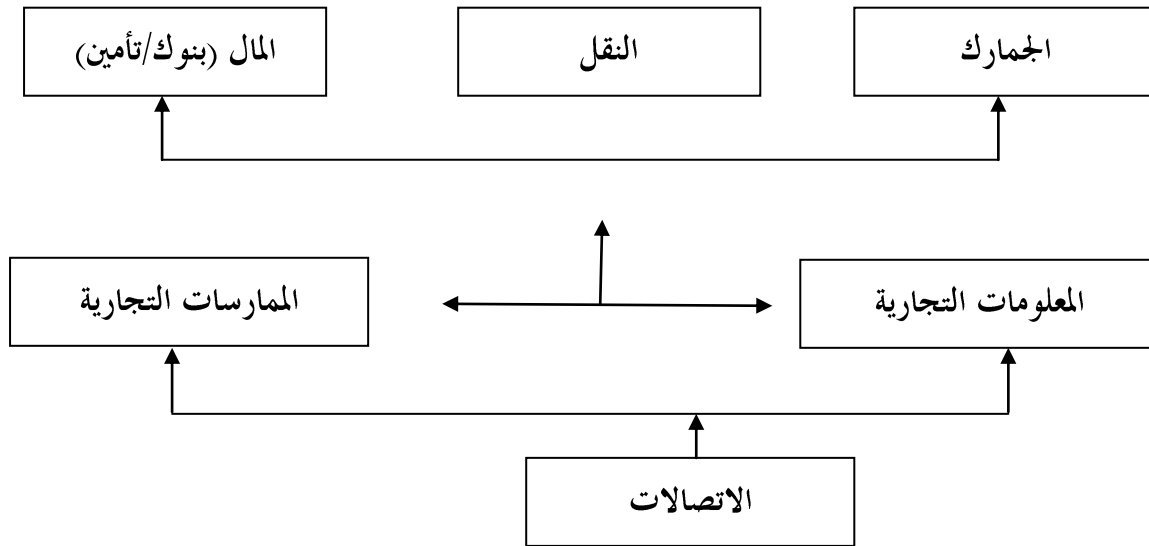 الجمارك
النقل
المال (بنوك/تأمين)
المعلومات التجارية
الممارسات التجارية
الاتصالات